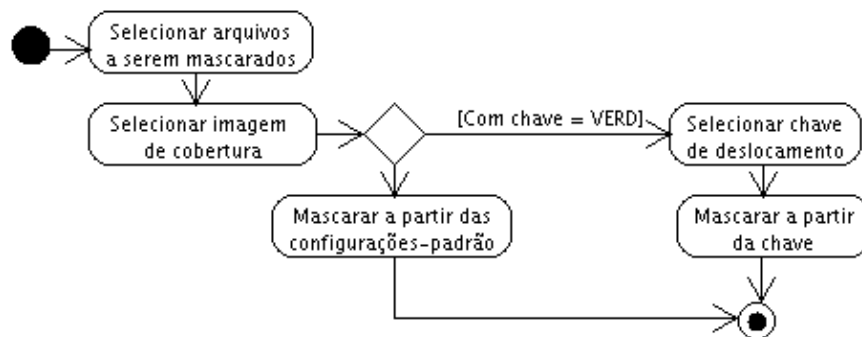 Selecionar arquivos
a serem mascarados
Selecionar imagem
de cobertura
[Com chave = VERD]
Selecionar chave
de deslocamento
Mascarar a partir das
configurações-padrão
Mascarar a partir
da chave